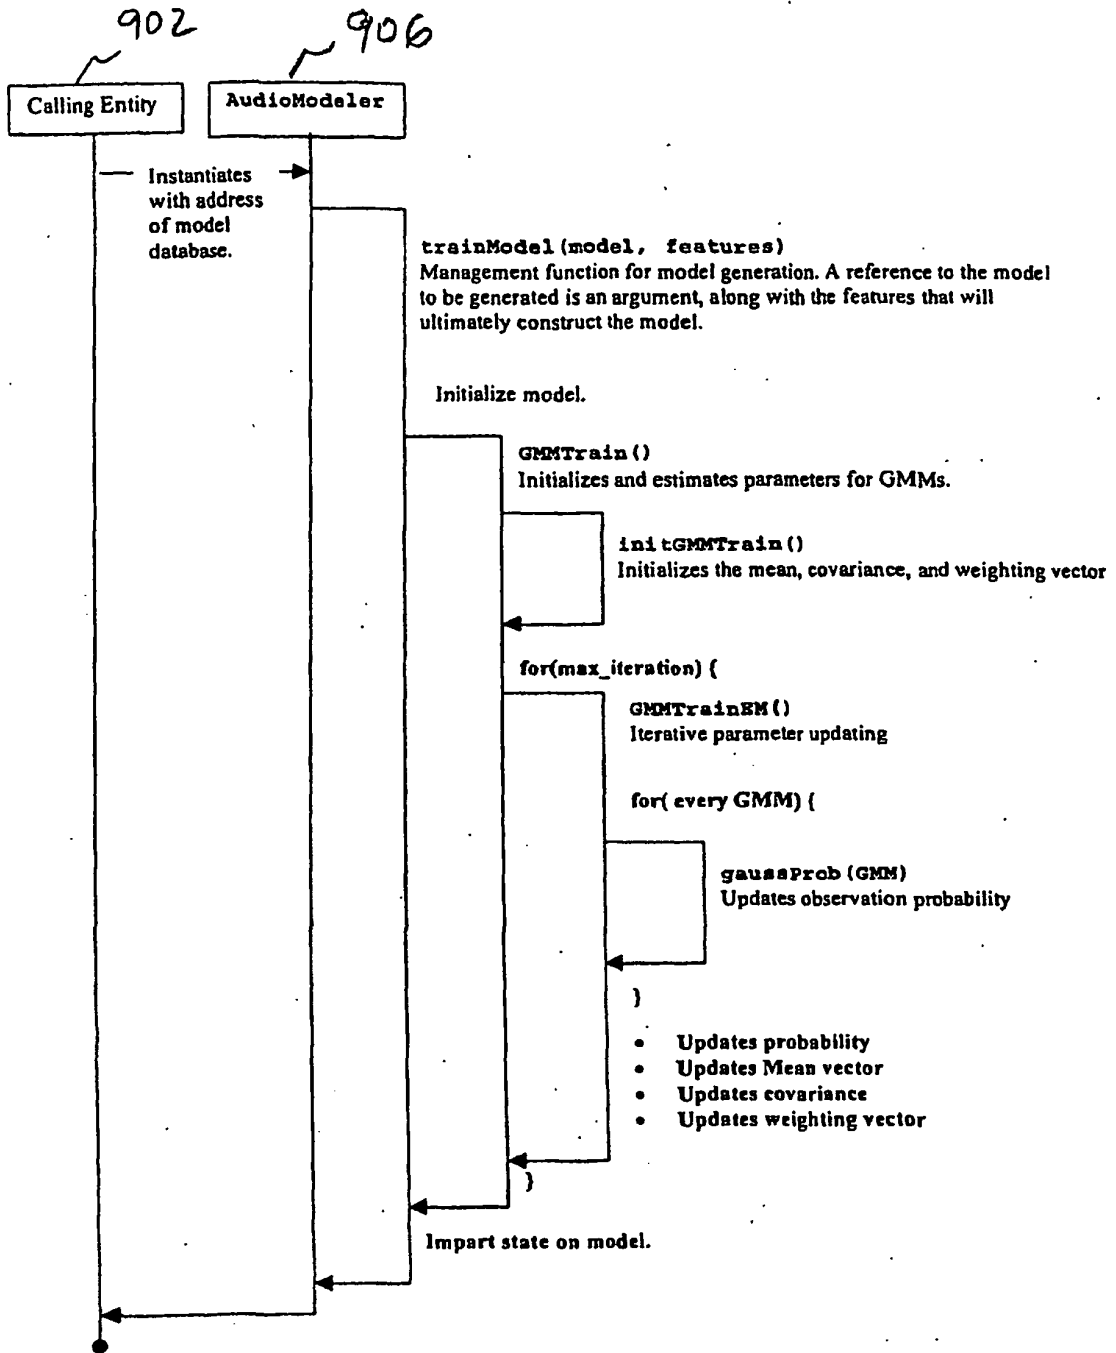 902
906
Calling Entity
AudioModeler
Instantiates
with address
of model
database.
trainModel(model, features)
Management function for model generation. A reference to the model
to be generated is an argument, along with the features that will
ultimately construct the model.
Initialize model.
GMMTrain()
Initializes and estimates parameters for GMMs.
initGMMTrain()
Initializes the mean, covariance, and weighting vector
for(max_iteration) {
GMMTrainEM()
Iterative parameter updating
for( every GMM) {
gaussProb(GMM)
Updates observation probability
}
• Updates probability
• Updates Mean vector
• Updates covariance
• Updates weighting vector
}
Impart state on model.